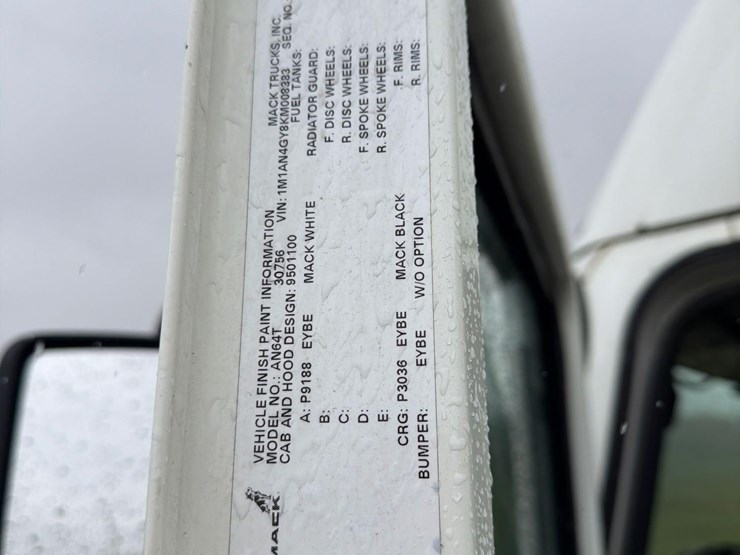 MACK
VEHICLE FINISH PAINT INFORMATION MACK TRUCKS, INC.
MODEL NO.: AN64T 30756 VIN: 1M1AN4GY8KM008383 SEQ. NO
CAB AND HOOD DESIGN: 9501100 FUEL TANKS:
A: P9188 EYBE MACK WHITE RADIATOR GUARD:
B: F. DISC WHEELS:
C: R. DISC WHEELS:
D: F. SPOKE WHEELS:
E: R. SPOKE WHEELS:
CRG: P3036 EYBE MACK BLACK F. RIMS:
BUMPER: EYBE W/O OPTION R. RIMS: